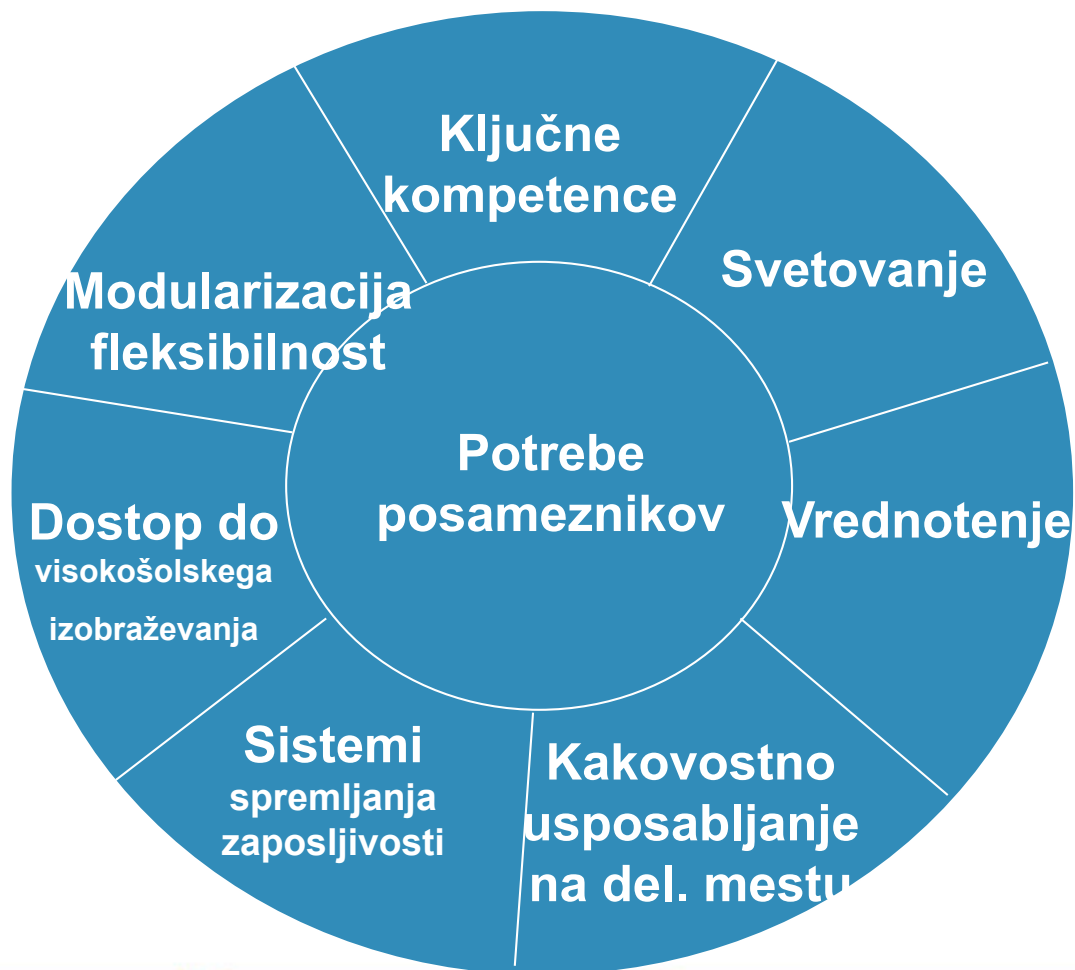 Ključne
kompetence
Svetovanje
Modularizacija
fleksibilnost
Potrebe
posameznikov
Vrednotenje
Dostop do
visokošolskega
izobraževanja
Sistemi
spremljanja
zaposljivosti
Kakovostno
usposabljanje
na del. mestu